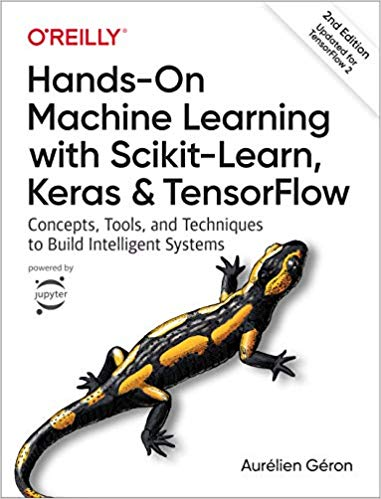 O'REILLY®
2nd Edition
Updated for
TensorFlow 2
Hands-On
Machine Learning
with Scikit-Learn,
Keras & TensorFlow
Concepts, Tools, and Techniques
to Build Intelligent Systems
powered by
jupyter
Aurélien Géron